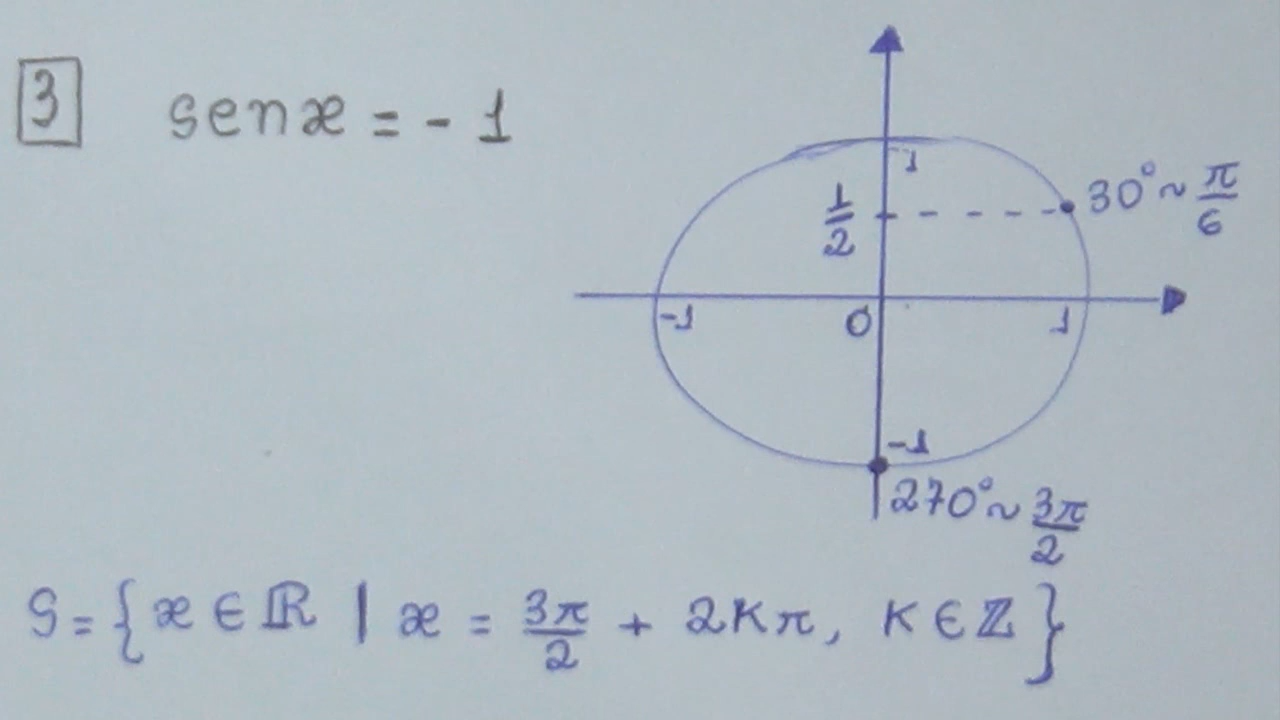 3 sen x = - 1
1
1/2
30° ~ π/6
-1 0 1
-1
270° ~ 3π/2
S = { x ∈ ℝ | x = 3π/2 + 2kπ, k ∈ ℤ }